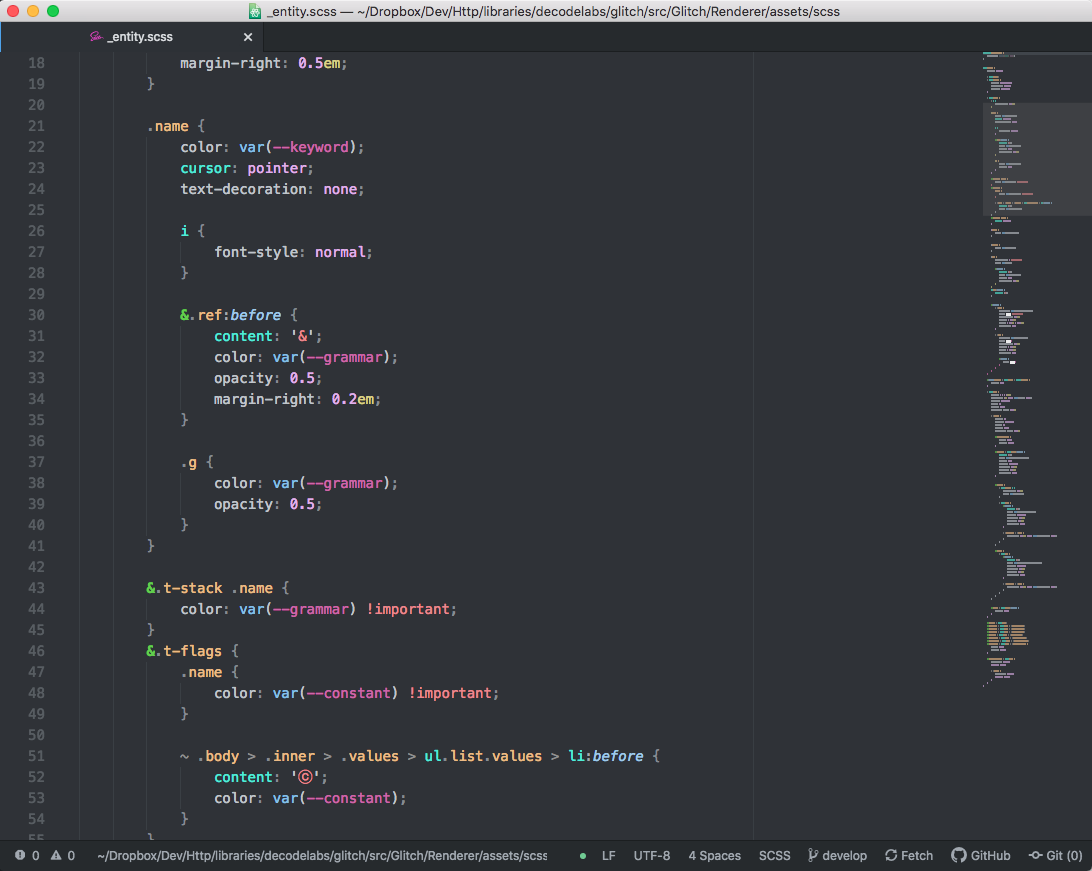 _entity.scss — ~/Dropbox/Dev/Http/libraries/decodelabs/glitch/src/Glitch/Renderer/assets/scss
_entity.scss ×
18 margin-right: 0.5em;
19 }
20
21 .name {
22 color: var(--keyword);
23 cursor: pointer;
24 text-decoration: none;
25
26 i {
27 font-style: normal;
28 }
29
30 &.ref:before {
31 content: '&';
32 color: var(--grammar);
33 opacity: 0.5;
34 margin-right: 0.2em;
35 }
36
37 .g {
38 color: var(--grammar);
39 opacity: 0.5;
40 }
41 }
42
43 &.t-stack .name {
44 color: var(--grammar) !important;
45 }
46 &.t-flags {
47 .name {
48 color: var(--constant) !important;
49 }
50
51 ~ .body > .inner > .values > ul.list.values > li:before {
52 content: 'ⓒ';
53 color: var(--constant);
54 }
55 }
0 0 ~/Dropbox/Dev/Http/libraries/decodelabs/glitch/src/Glitch/Renderer/assets/scss LF UTF-8 4 Spaces SCSS develop Fetch GitHub Git (0)